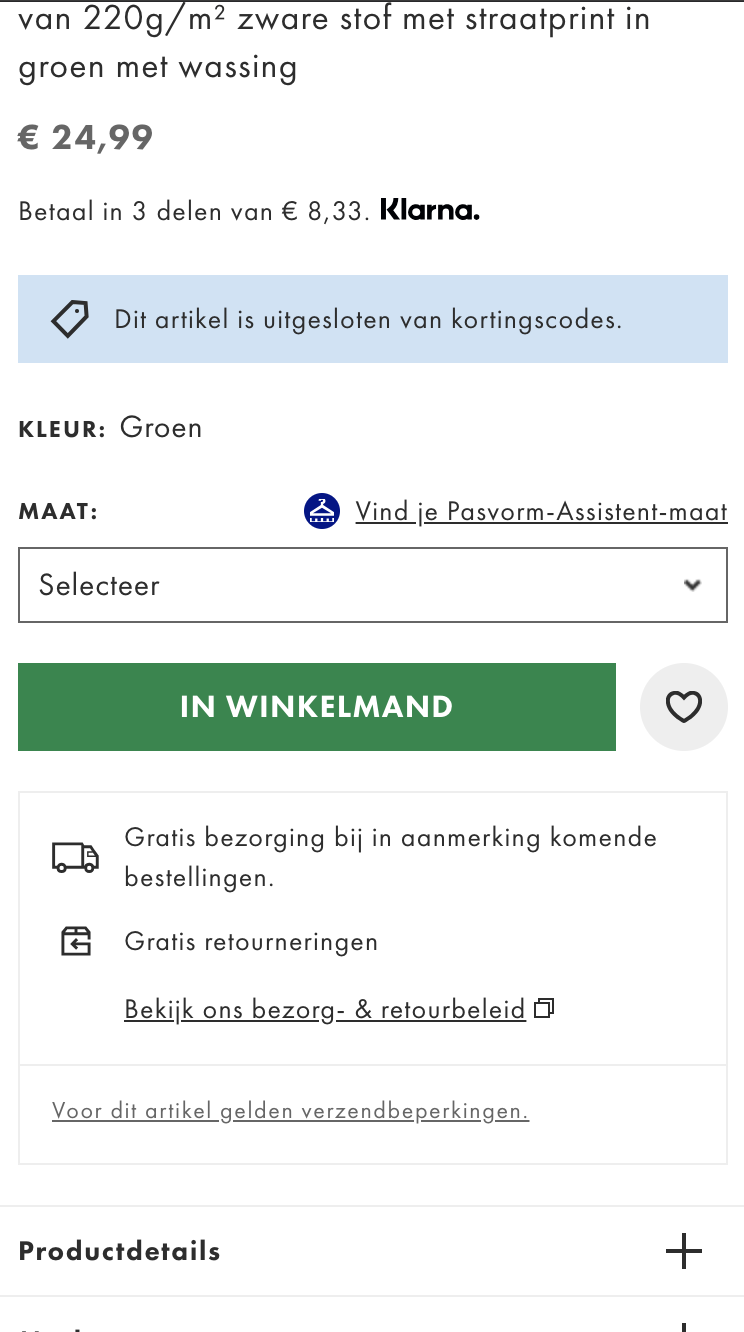 van 220g/m² zware stof met straatprint in
groen met wassing
€ 24,99
Betaal in 3 delen van € 8,33. Klarna.
Dit artikel is uitgesloten van kortingscodes.
KLEUR: Groen
MAAT: Vind je Pasvorm-Assistent-maat
Selecteer
IN WINKELMAND
Gratis bezorging bij in aanmerking komende
bestellingen.
Gratis retourneringen
Bekijk ons bezorg- & retourbeleid
Voor dit artikel gelden verzendbeperkingen.
Productdetails